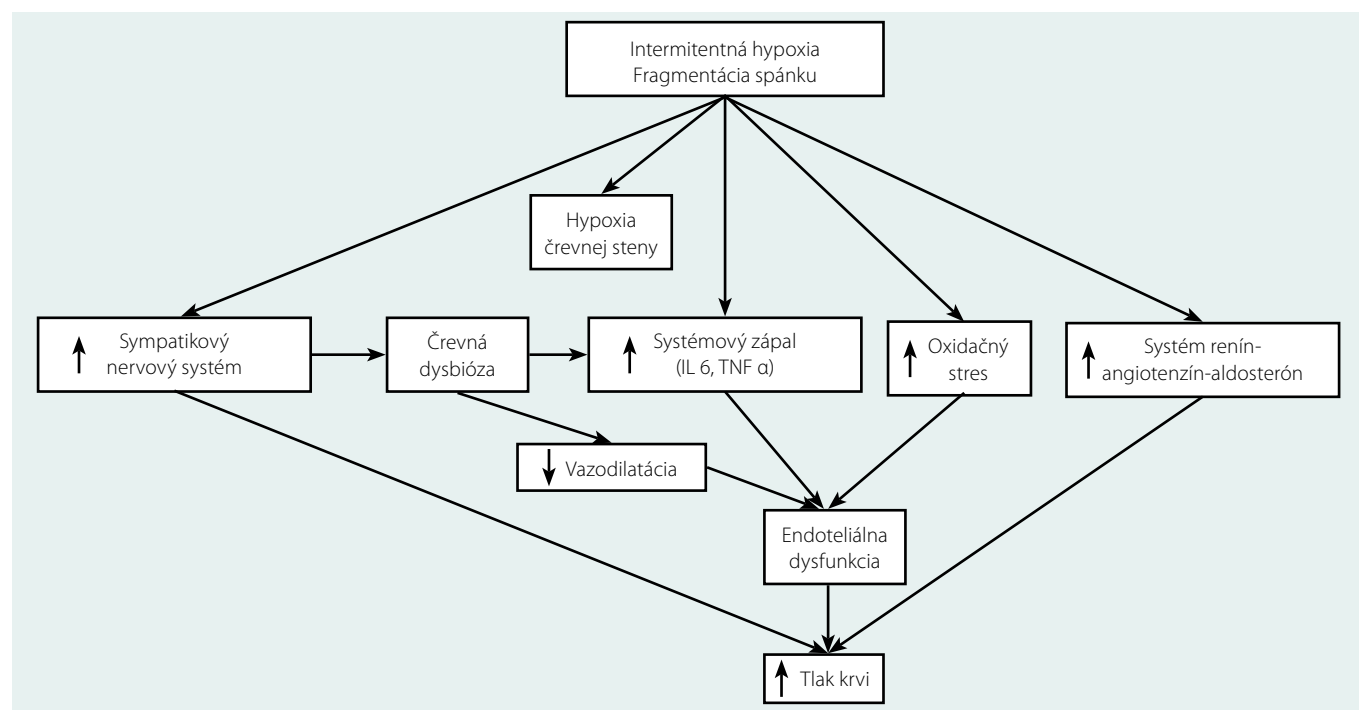 Intermitentná hypoxia
Fragmentácia spánku
Hypoxia
črevnej steny
Sympatikový
nervový systém
Črevná
dysbióza
Systémový zápal
(IL 6, TNF α)
Oxidačný
stres
Systém renín-
angiotenzín-aldosterón
Vazodilatácia
Endoteliálna
dysfunkcia
Tlak krvi